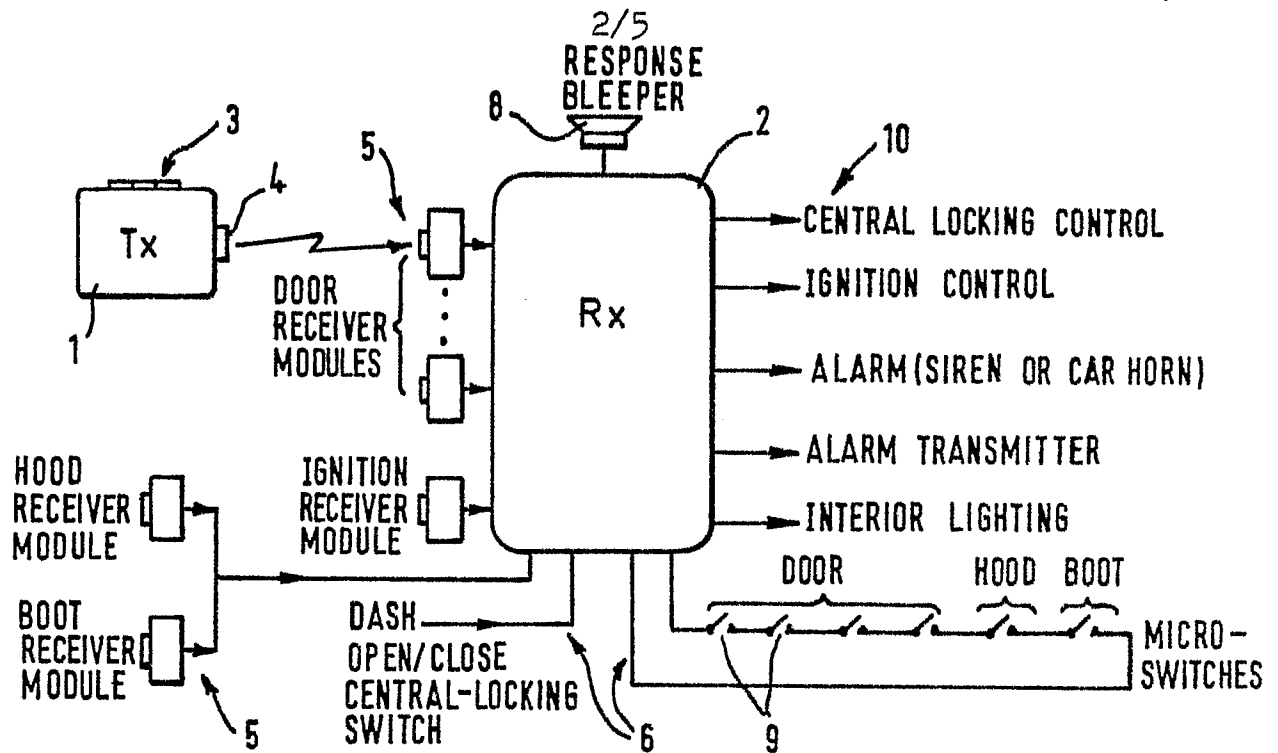 2/5
RESPONSE
BLEEPER
8
2
3
5
10
4
Tx
1
DOOR
RECEIVER
MODULES
Rx
CENTRAL LOCKING CONTROL
IGNITION CONTROL
ALARM (SIREN OR CAR HORN)
ALARM TRANSMITTER
INTERIOR LIGHTING
HOOD
RECEIVER
MODULE
IGNITION
RECEIVER
MODULE
BOOT
RECEIVER
MODULE
5
DASH
OPEN/CLOSE
CENTRAL-LOCKING
SWITCH
6
9
DOOR
HOOD
BOOT
MICRO-
SWITCHES